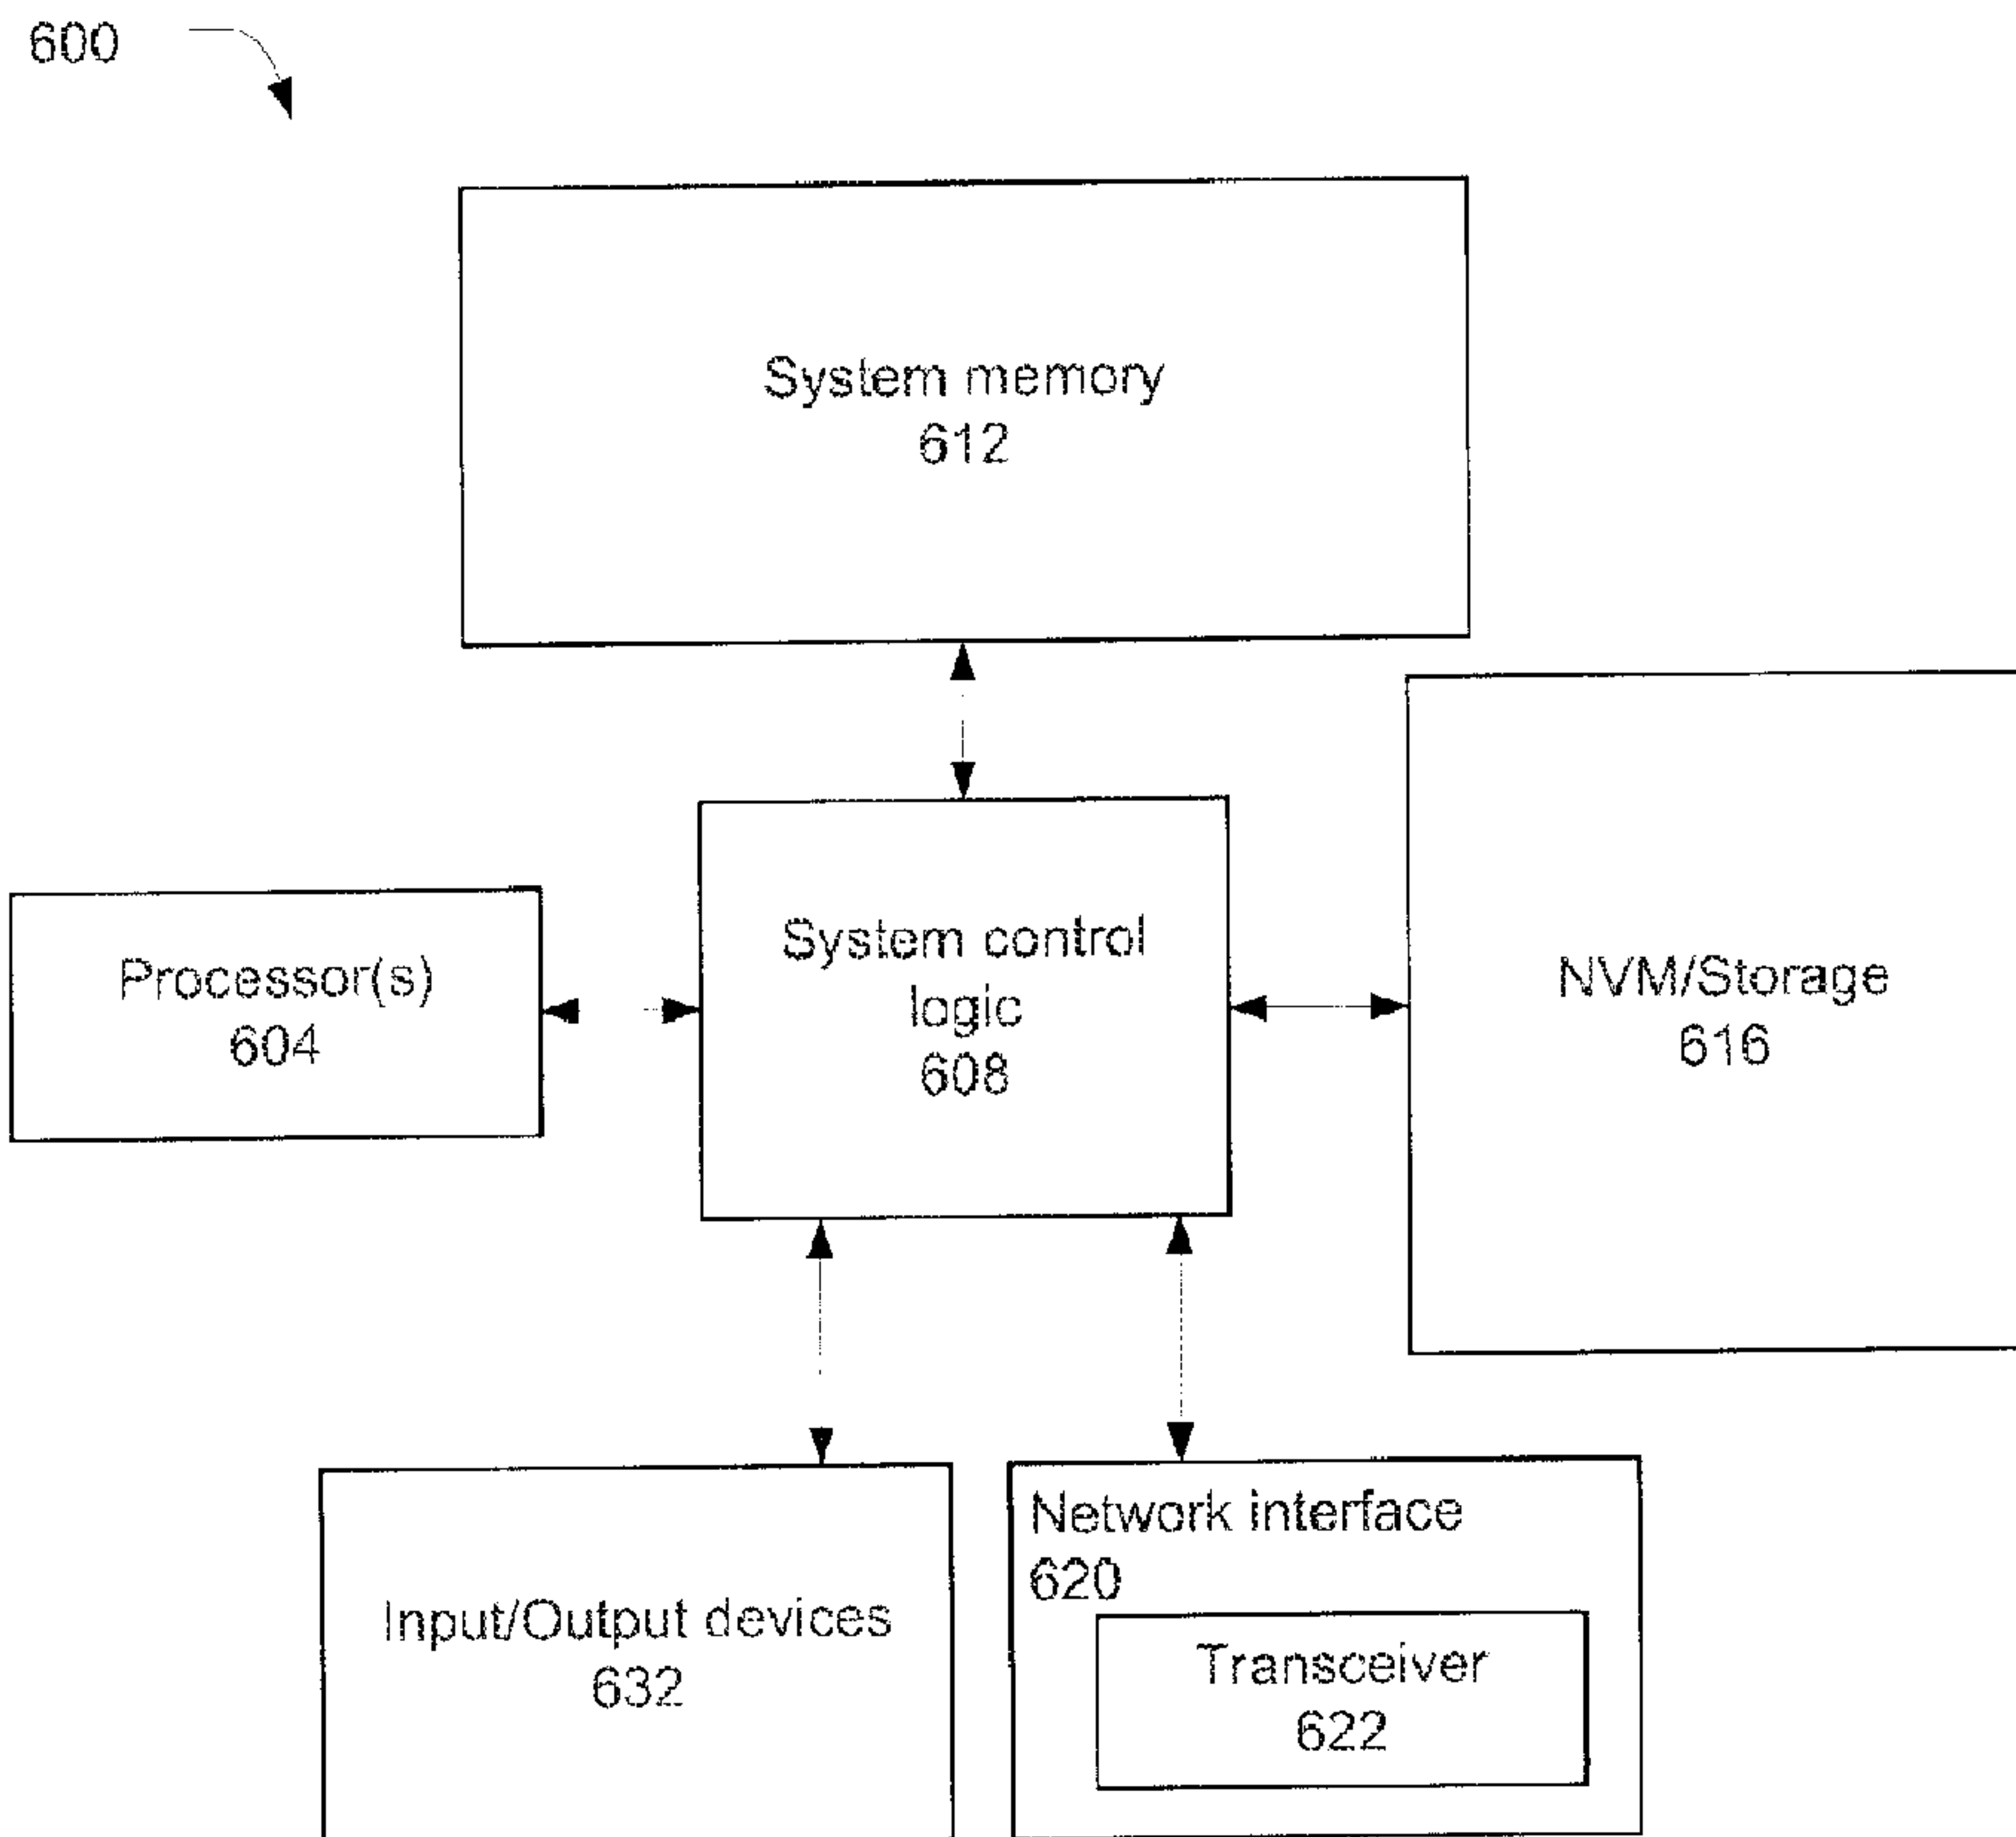 600
System memory
612
Processor(s)
604
System control
logic
608
NVM/Storage
616
Input/Output devices
632
Network interface
620
Transceiver
622